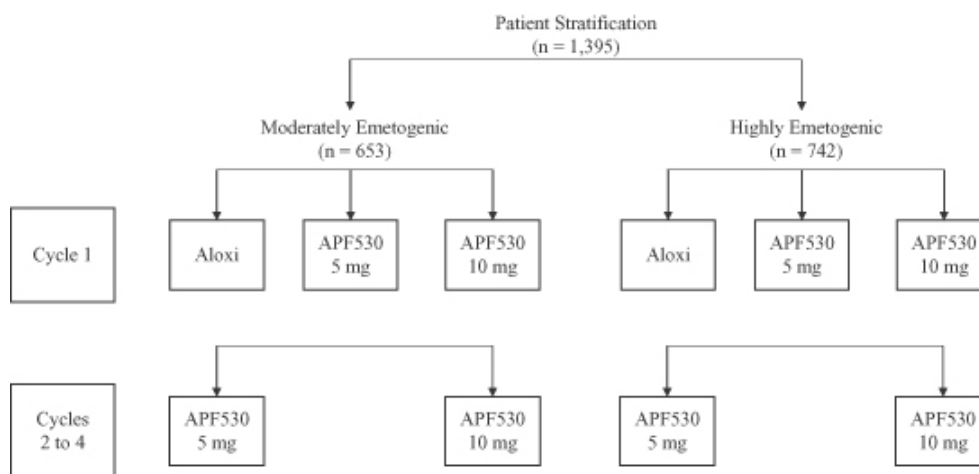 Patient Stratification
(n = 1,395)
Moderately Emetogenic
(n = 653)
Highly Emetogenic
(n = 742)
Cycle 1
Aloxi
APF530
5 mg
APF530
10 mg
Aloxi
APF530
5 mg
APF530
10 mg
Cycles
2 to 4
APF530
5 mg
APF530
10 mg
APF530
5 mg
APF530
10 mg